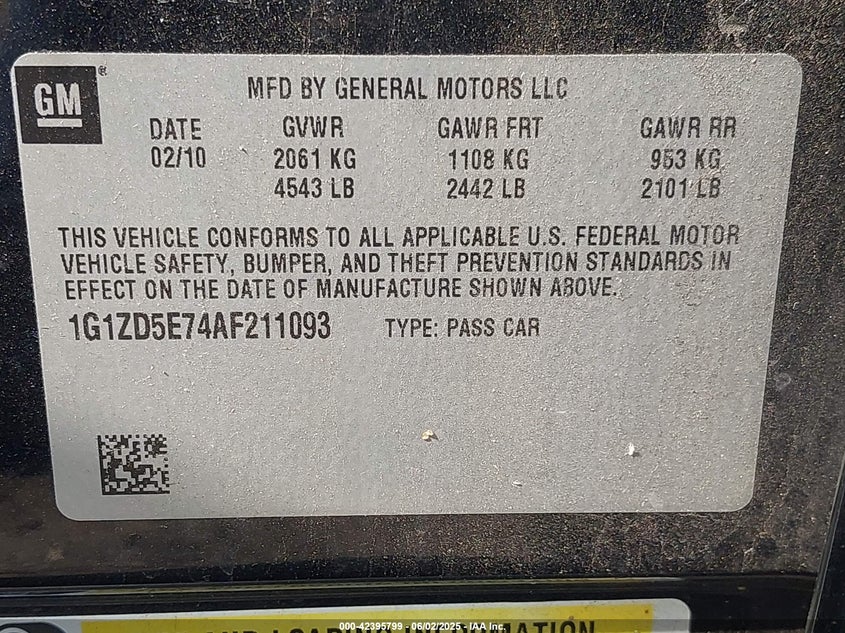 GM®
MFD BY GENERAL MOTORS LLC
DATE GVWR GAWR FRT GAWR RR
02/10 2061 KG 1108 KG 953 KG
4543 LB 2442 LB 2101 LB
THIS VEHICLE CONFORMS TO ALL APPLICABLE U.S. FEDERAL MOTOR
VEHICLE SAFETY, BUMPER, AND THEFT PREVENTION STANDARDS IN
EFFECT ON THE DATE OF MANUFACTURE SHOWN ABOVE.
1G1ZD5E74AF211093 TYPE: PASS CAR
000-42395799 - 06/02/2025 - IAA Inc.
AND LOADING INFORMATION